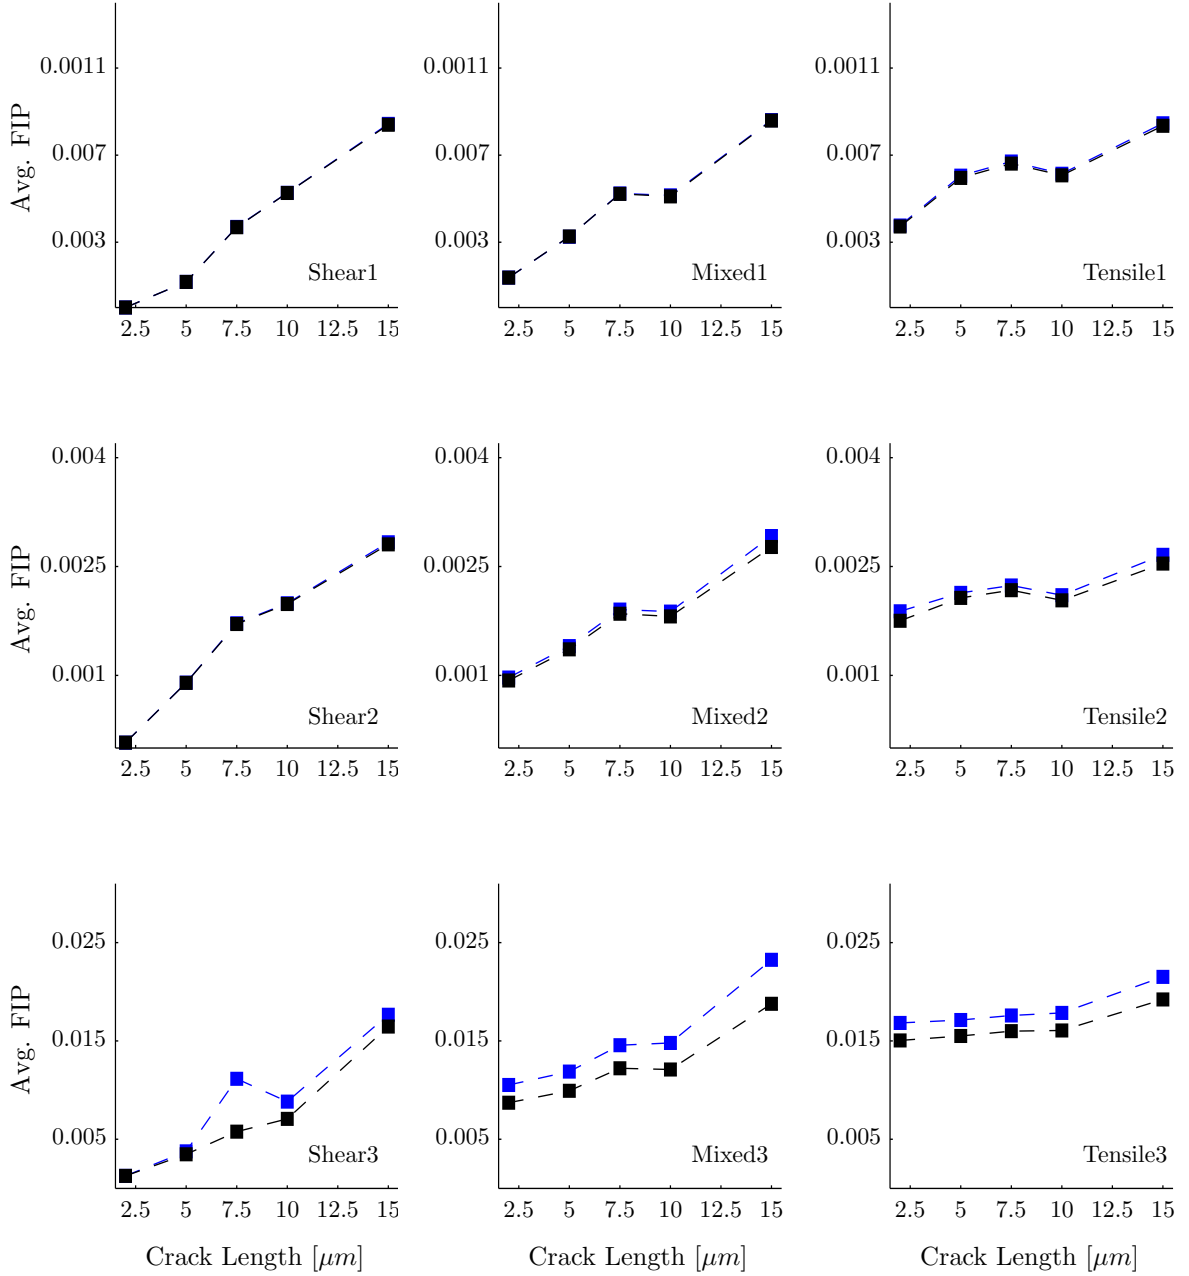 0.0011 0.0011 0.0011
Avg. FIP
0.007 0.007 0.007
0.003 0.003 0.003
Shear1 Mixed1 Tensile1
2.5 5 7.5 10 12.5 15 2.5 5 7.5 10 12.5 15 2.5 5 7.5 10 12.5 15
0.004 0.004 0.004
Avg. FIP
0.0025 0.0025 0.0025
0.001 0.001 0.001
Shear2 Mixed2 Tensile2
2.5 5 7.5 10 12.5 15 2.5 5 7.5 10 12.5 15 2.5 5 7.5 10 12.5 15
0.025 0.025 0.025
Avg. FIP
0.015 0.015 0.015
0.005 0.005 0.005
Shear3 Mixed3 Tensile3
2.5 5 7.5 10 12.5 15 2.5 5 7.5 10 12.5 15 2.5 5 7.5 10 12.5 15
Crack Length [μm] Crack Length [μm] Crack Length [μm]